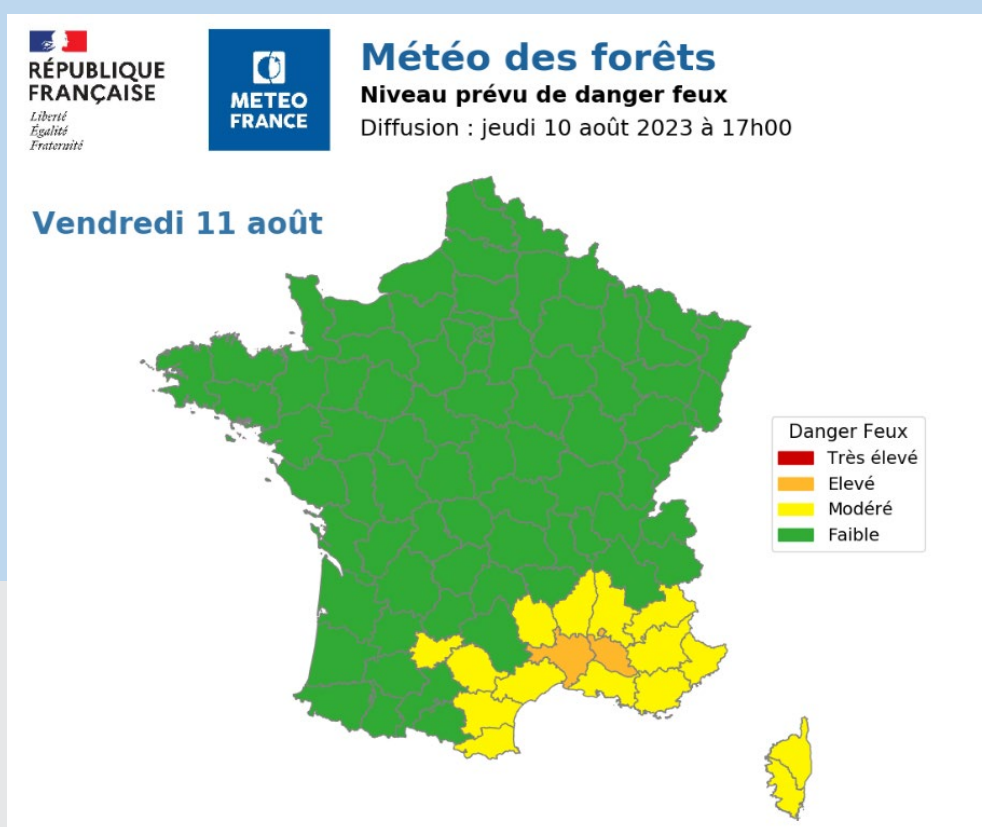 RÉPUBLIQUE
FRANÇAISE
Liberté
Égalité
Fraternité
METEO
FRANCE
Météo des forêts
Niveau prévu de danger feux
Diffusion : jeudi 10 août 2023 à 17h00
Vendredi 11 août
Danger Feux
Très élevé
Elevé
Modéré
Faible